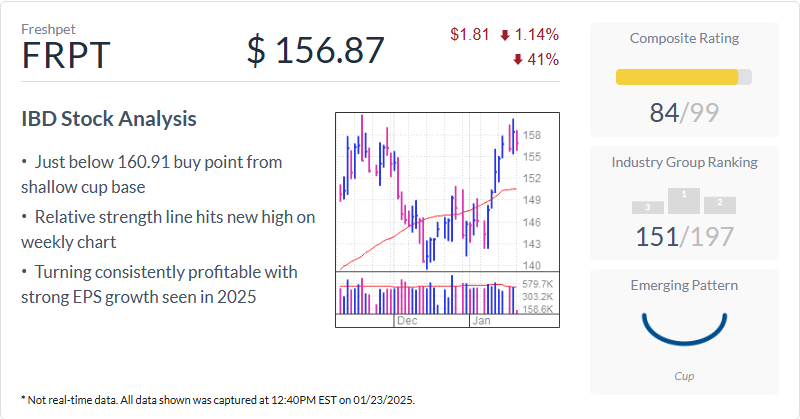 Freshpet
FRPT
$ 156.87
$1.81 1.14%
41%
IBD Stock Analysis
• Just below 160.91 buy point from
shallow cup base
• Relative strength line hits new high on
weekly chart
• Turning consistently profitable with
strong EPS growth seen in 2025
158
155
152
149
146
143
140
579.7K
303.2K
158.6K
Dec
Jan
Composite Rating
84/99
Industry Group Ranking
3
1
2
151/197
Emerging Pattern
Cup
* Not real-time data. All data shown was captured at 12:40PM EST on 01/23/2025.